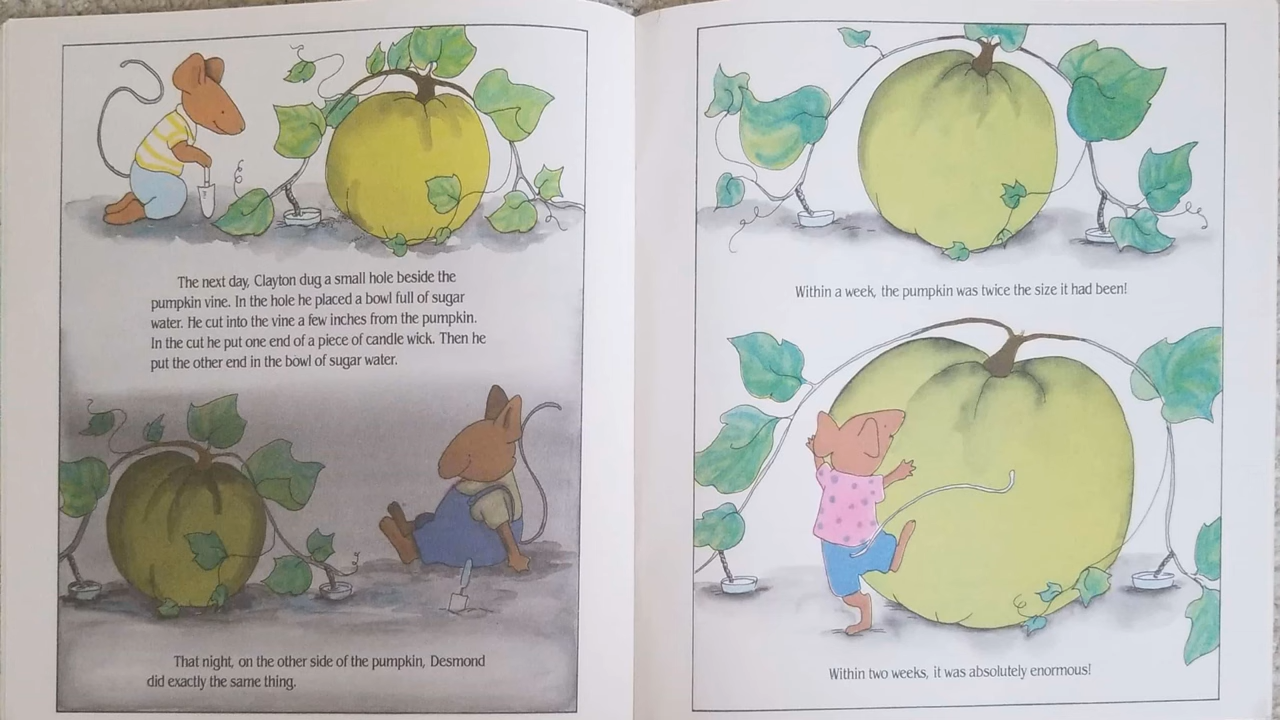 The next day, Clayton dug a small hole beside the
pumpkin vine. In the hole he placed a bowl full of sugar
water. He cut into the vine a few inches from the pumpkin.
In the cut he put one end of a piece of candle wick. Then he
put the other end in the bowl of sugar water.
That night, on the other side of the pumpkin, Desmond
did exactly the same thing.
Within a week, the pumpkin was twice the size it had been!
Within two weeks, it was absolutely enormous!